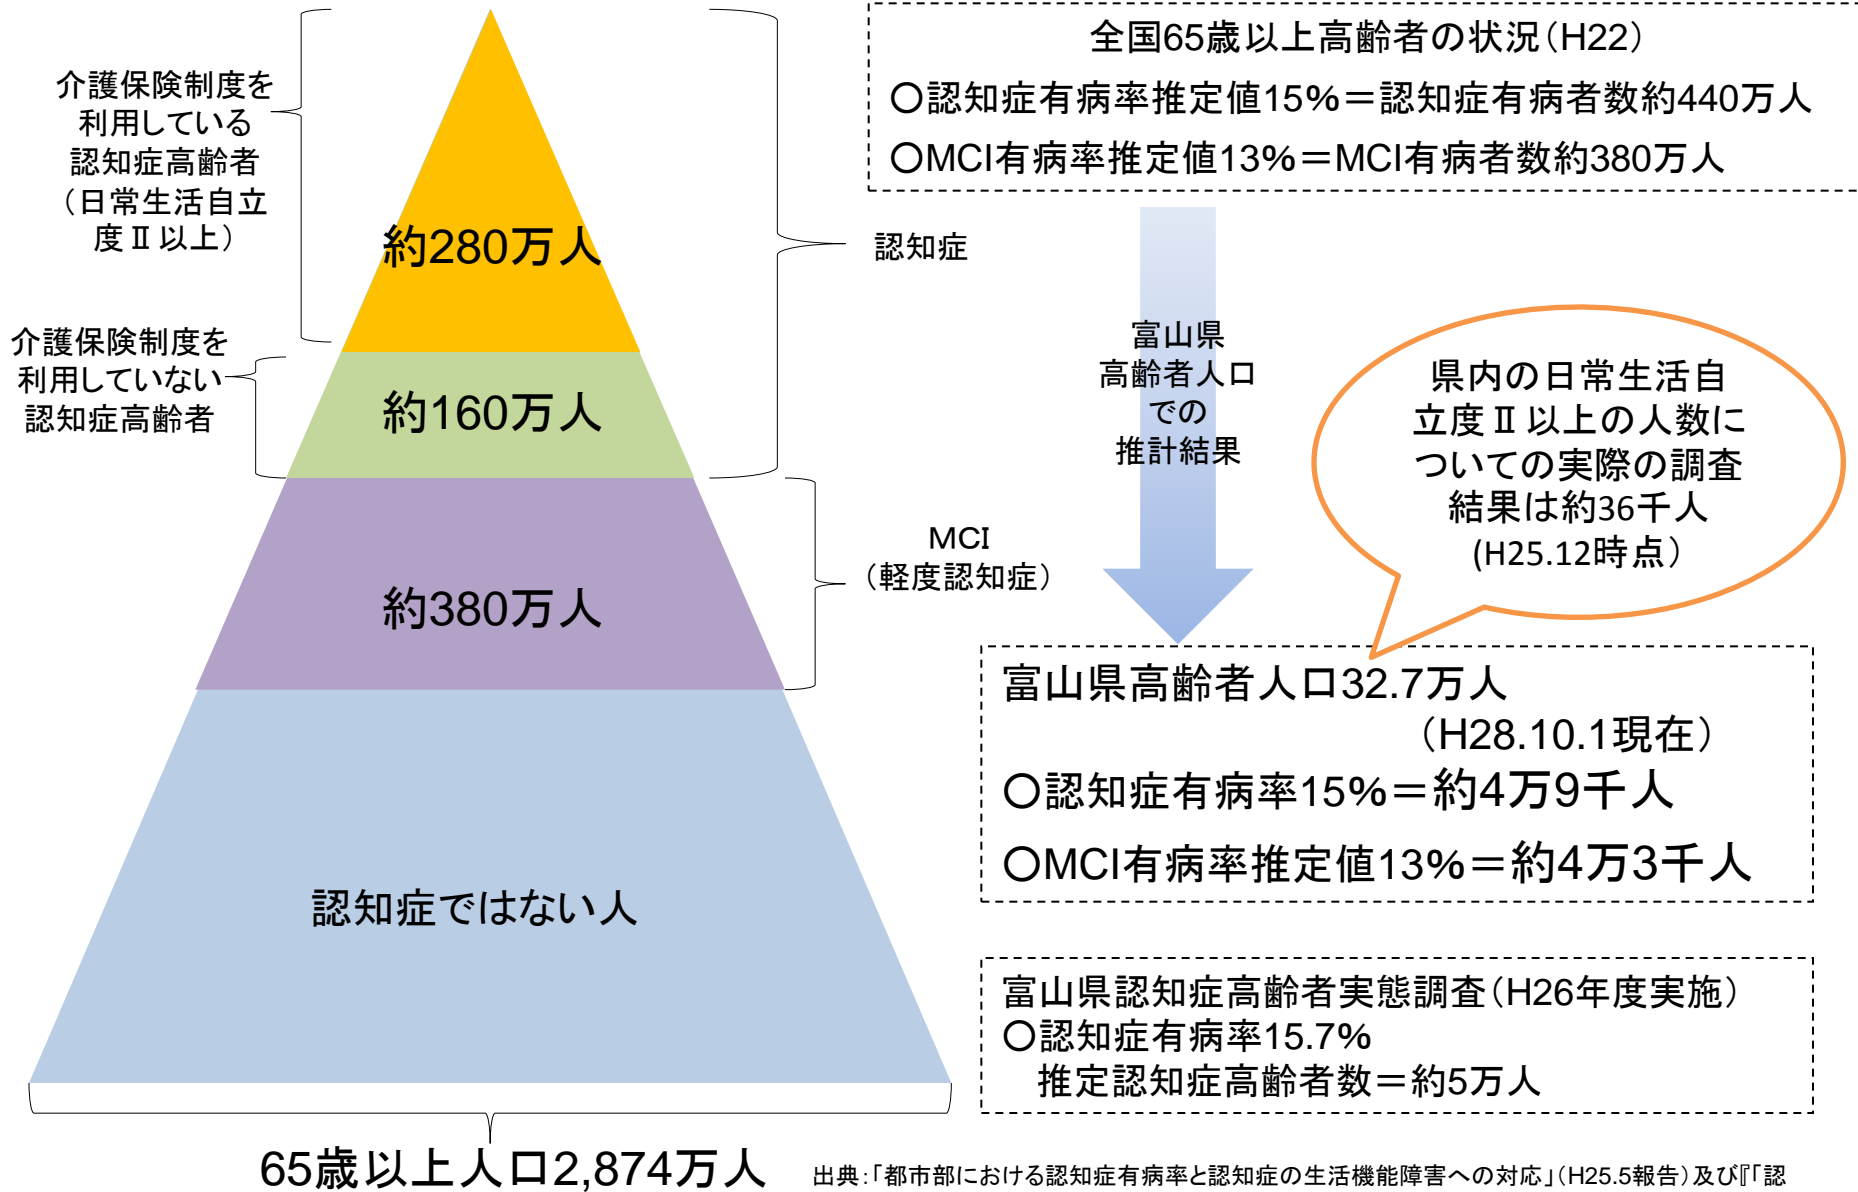 介護保険制度を
利用している
認知症高齢者
（日常生活自立
度Ⅱ以上）
介護保険制度を
利用していない
認知症高齢者
約280万人
約160万人
約380万人
認知症ではない人
65歳以上人口2,874万人
認知症
MCI
（軽度認知症）
全国65歳以上高齢者の状況（H22）
○認知症有病率推定値15%＝認知症有病者数約440万人
○MCI有病率推定値13%＝MCI有病者数約380万人
富山県
高齢者人口
での
推計結果
県内の日常生活自
立度Ⅱ以上の人数に
ついての実際の調査
結果は約36千人
(H25.12時点）
富山県高齢者人口32.7万人
（H28.10.1現在）
○認知症有病率15%＝約4万9千人
○MCI有病率推定値13%＝約4万3千人
富山県認知症高齢者実態調査（H26年度実施）
○認知症有病率15.7%
推定認知症高齢者数＝約5万人
出典：「都市部における認知症有病率と認知症の生活機能障害への対応」（H25.5報告）及び『「認